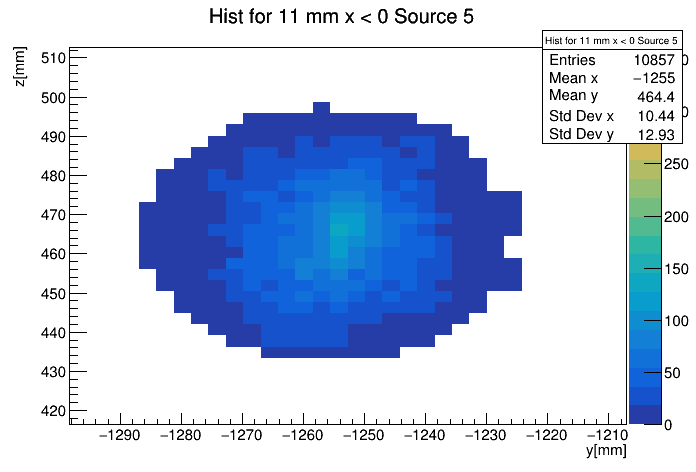 Hist for 11 mm x < 0 Source 5
Hist for 11 mm x < 0 Source 5
Entries 10857
Mean x −1255
Mean y 464.4
Std Dev x 10.44
Std Dev y 12.93
z[mm]
510
500
490
480
470
460
450
440
430
420
−1290 −1280 −1270 −1260 −1250 −1240 −1230 −1220 −1210
y[mm]
250
200
150
100
50
0